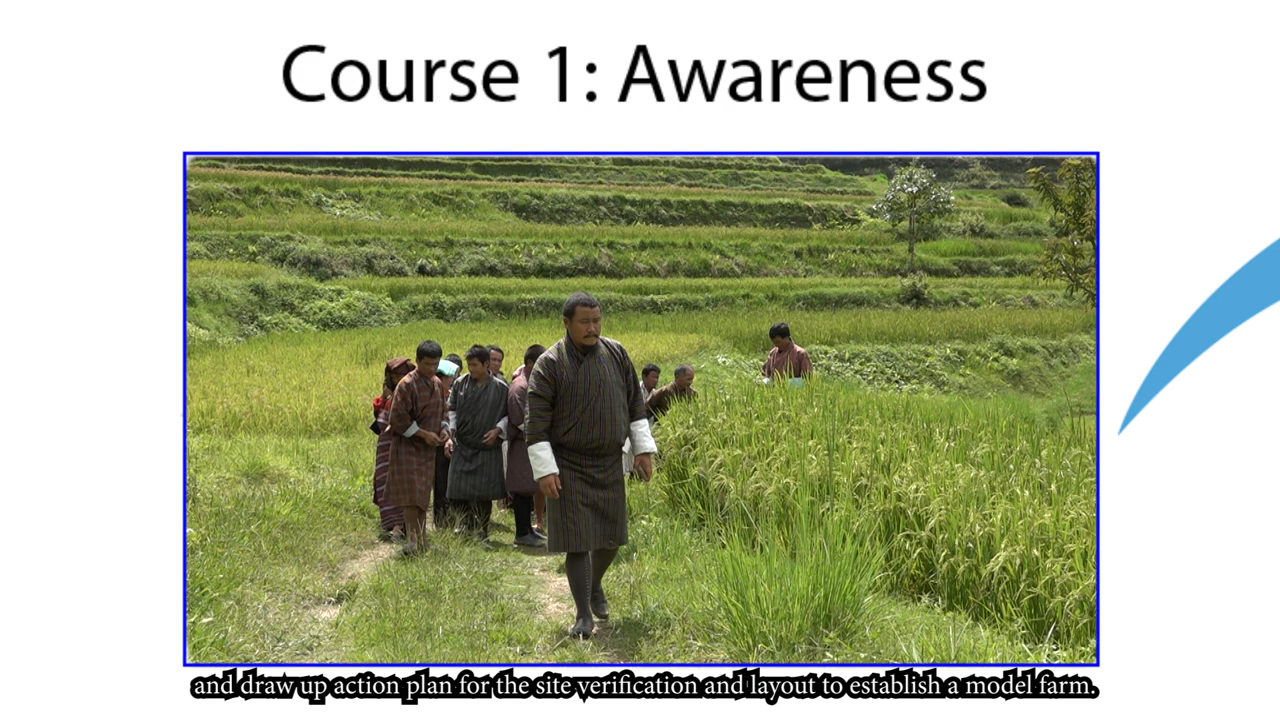 Course 1: Awareness
and draw up action plan for the site verification and layout to establish a model farm.